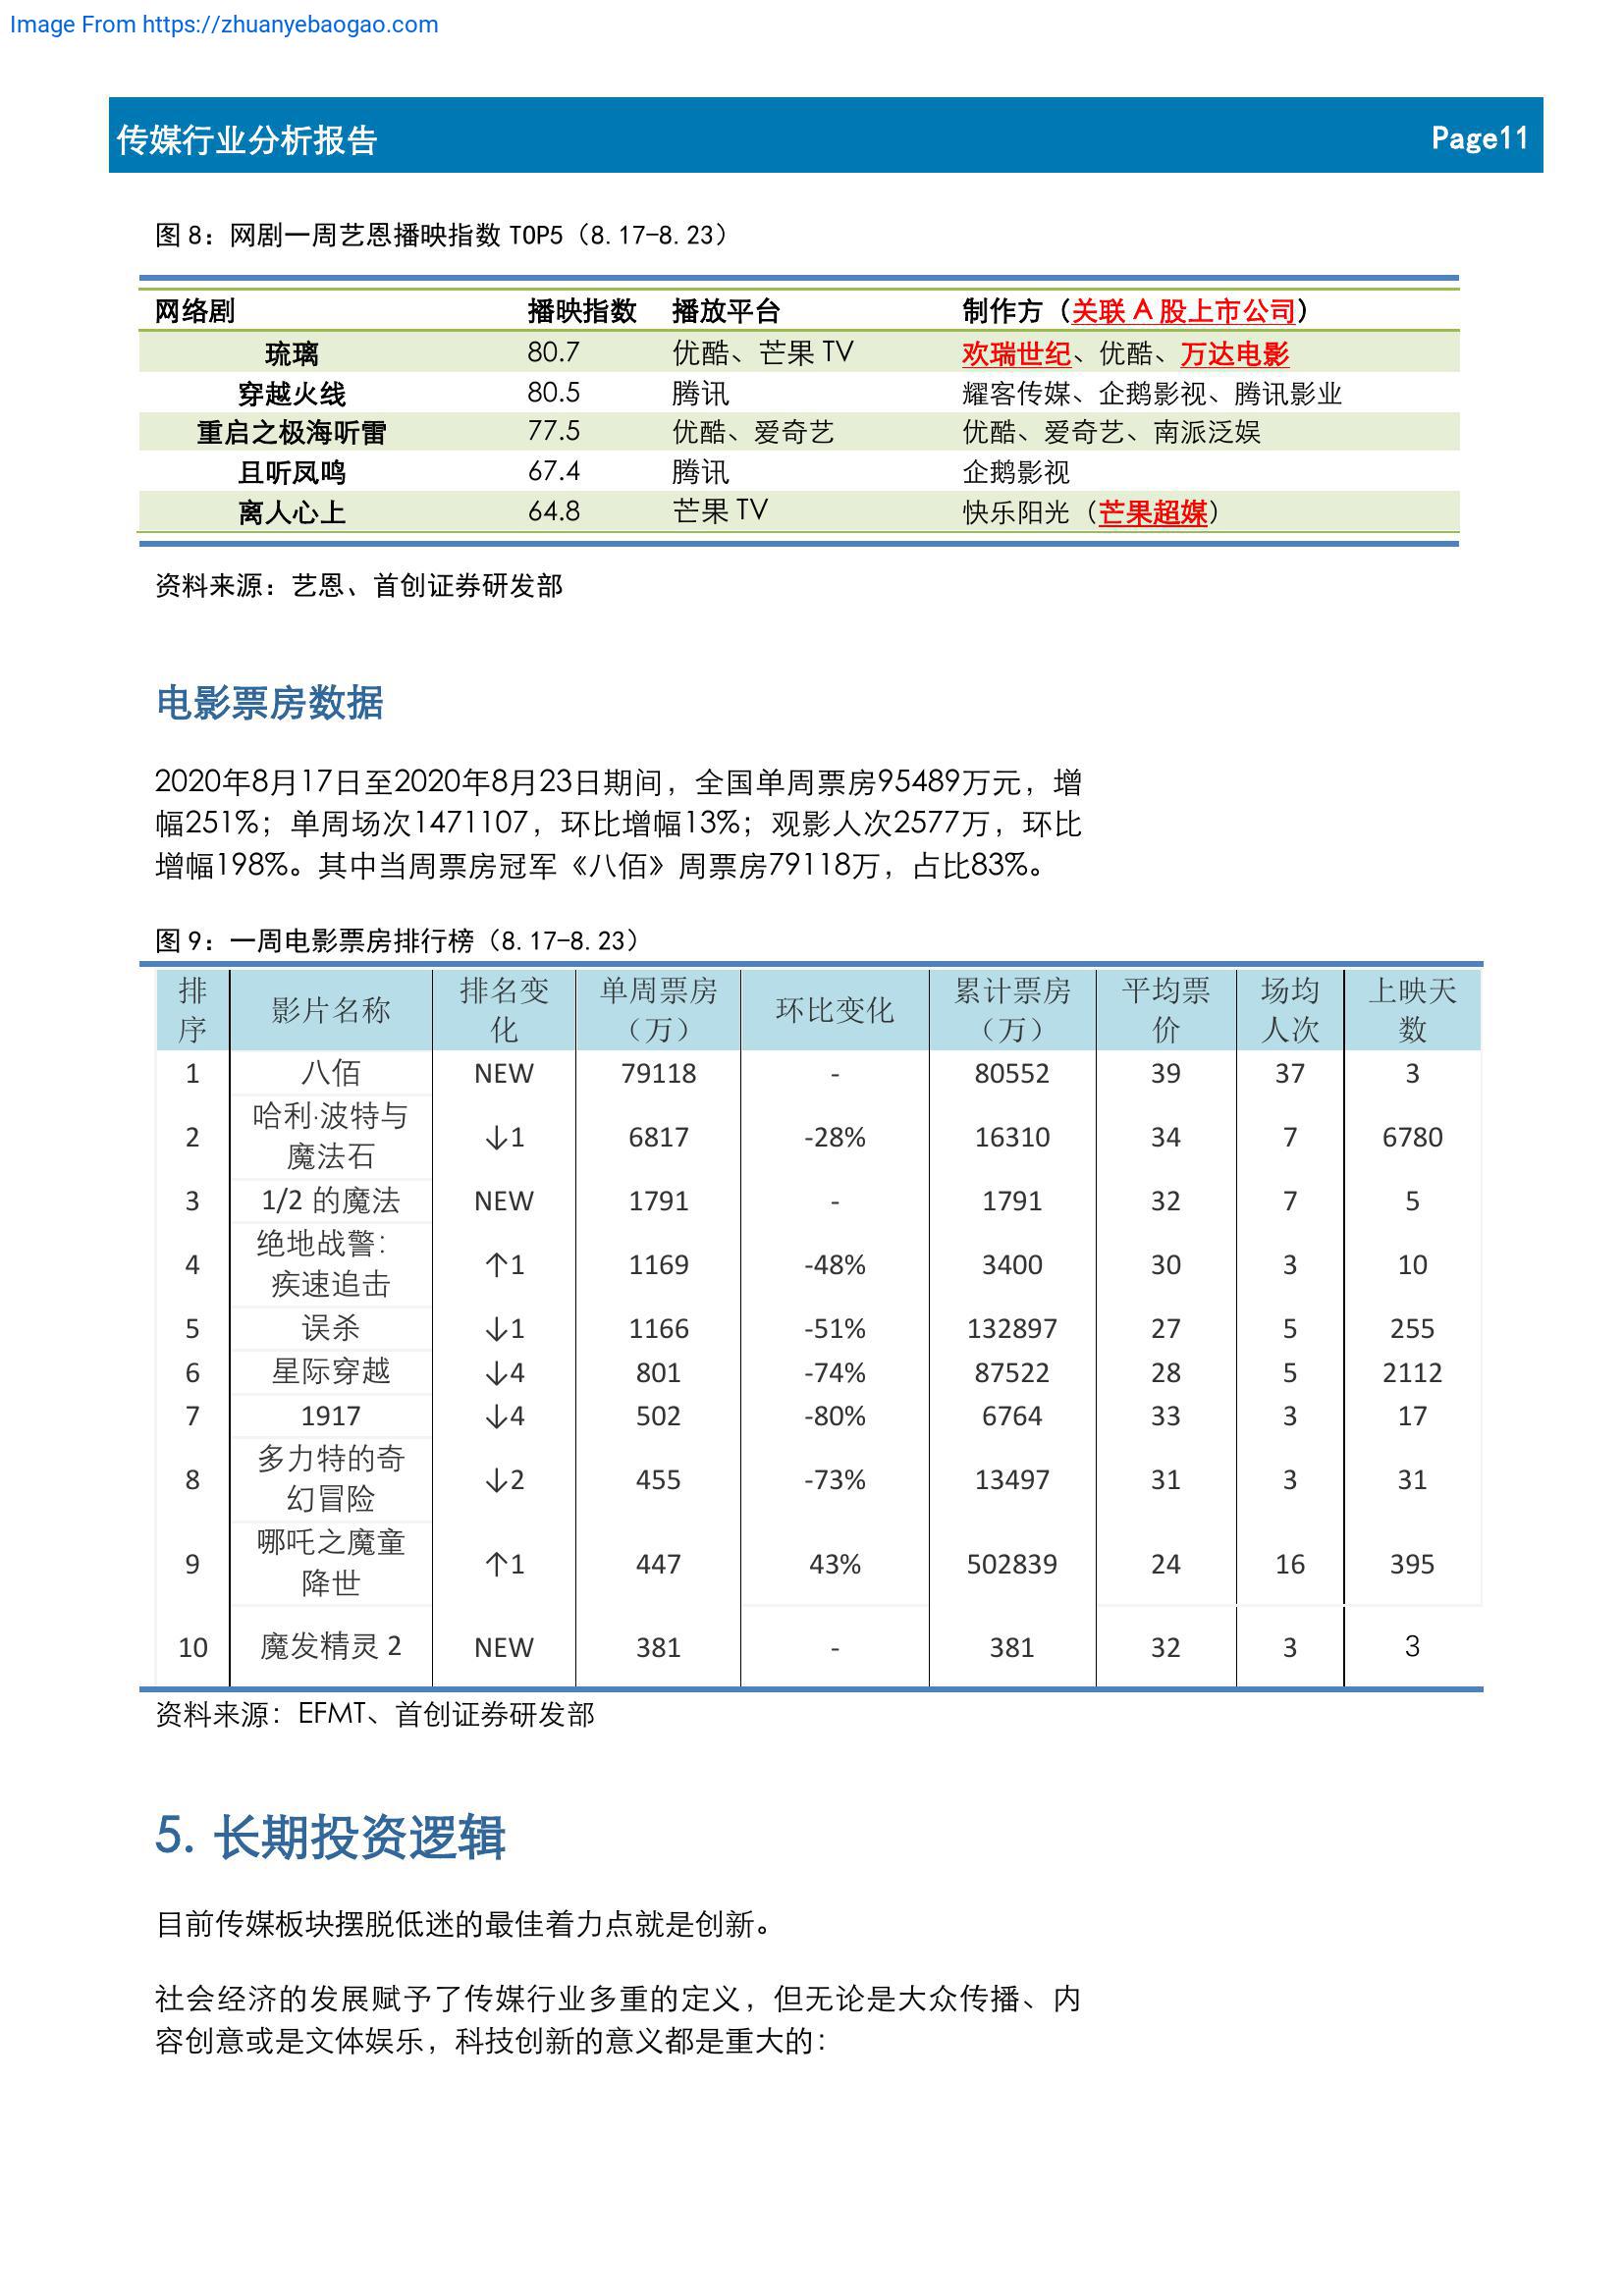 Image From https://zhuanyebaogao.com
传媒行业分析报告 Page11
图 8：网剧一周艺恩播映指数 TOP5（8.17-8.23）
网络剧 播映指数 播放平台 制作方（关联 A 股上市公司）
琉璃 80.7 优酷、芒果 TV 欢瑞世纪、优酷、万达电影
穿越火线 80.5 腾讯 耀客传媒、企鹅影视、腾讯影业
重启之极海听雷 77.5 优酷、爱奇艺 优酷、爱奇艺、南派泛娱
且听凤鸣 67.4 腾讯 企鹅影视
离人心上 64.8 芒果 TV 快乐阳光（芒果超媒）
资料来源：艺恩、首创证券研发部
电影票房数据
2020年8月17日至2020年8月23日期间，全国单周票房95489万元，增
幅251%；单周场次1471107，环比增幅13%；观影人次2577万，环比
增幅198%。其中当周票房冠军《八佰》周票房79118万，占比83%。
图 9：一周电影票房排行榜（8.17-8.23）
排序 影片名称 排名变化 单周票房（万） 环比变化 累计票房（万） 平均票价 场均人次 上映天数
1 八佰 NEW 79118 - 80552 39 37 3
2 哈利·波特与魔法石 ↓1 6817 -28% 16310 34 7 6780
3 1/2 的魔法 NEW 1791 - 1791 32 7 5
4 绝地战警：疾速追击 ↑1 1169 -48% 3400 30 3 10
5 误杀 ↓1 1166 -51% 132897 27 5 255
6 星际穿越 ↓4 801 -74% 87522 28 5 2112
7 1917 ↓4 502 -80% 6764 33 3 17
8 多力特的奇幻冒险 ↓2 455 -73% 13497 31 3 31
9 哪吒之魔童降世 ↑1 447 43% 502839 24 16 395
10 魔发精灵 2 NEW 381 - 381 32 3 3
资料来源：EFMT、首创证券研发部
5. 长期投资逻辑
目前传媒板块摆脱低迷的最佳着力点就是创新。
社会经济的发展赋予了传媒行业多重的定义，但无论是大众传播、内
容创意或是文体娱乐，科技创新的意义都是重大的：